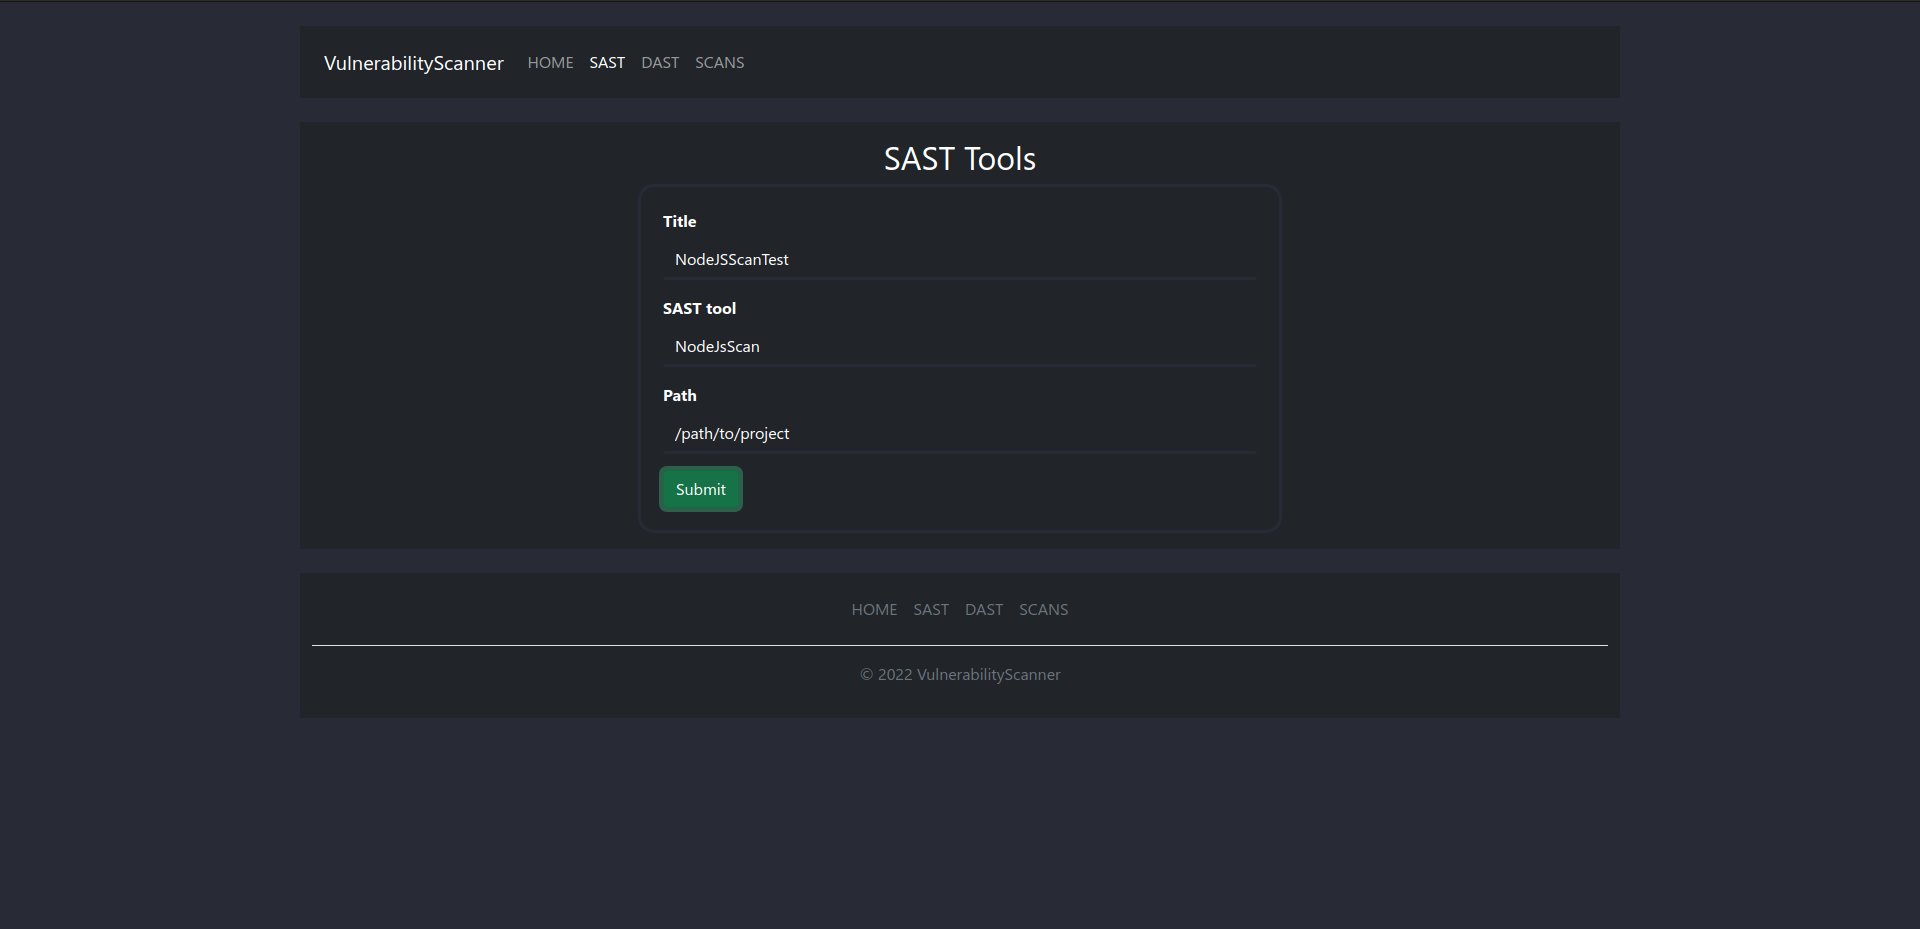 VulnerabilityScanner HOME SAST DAST SCANS
SAST Tools
Title
NodeJSScanTest
SAST tool
NodeJsScan
Path
/path/to/project
Submit
HOME SAST DAST SCANS
© 2022 VulnerabilityScanner